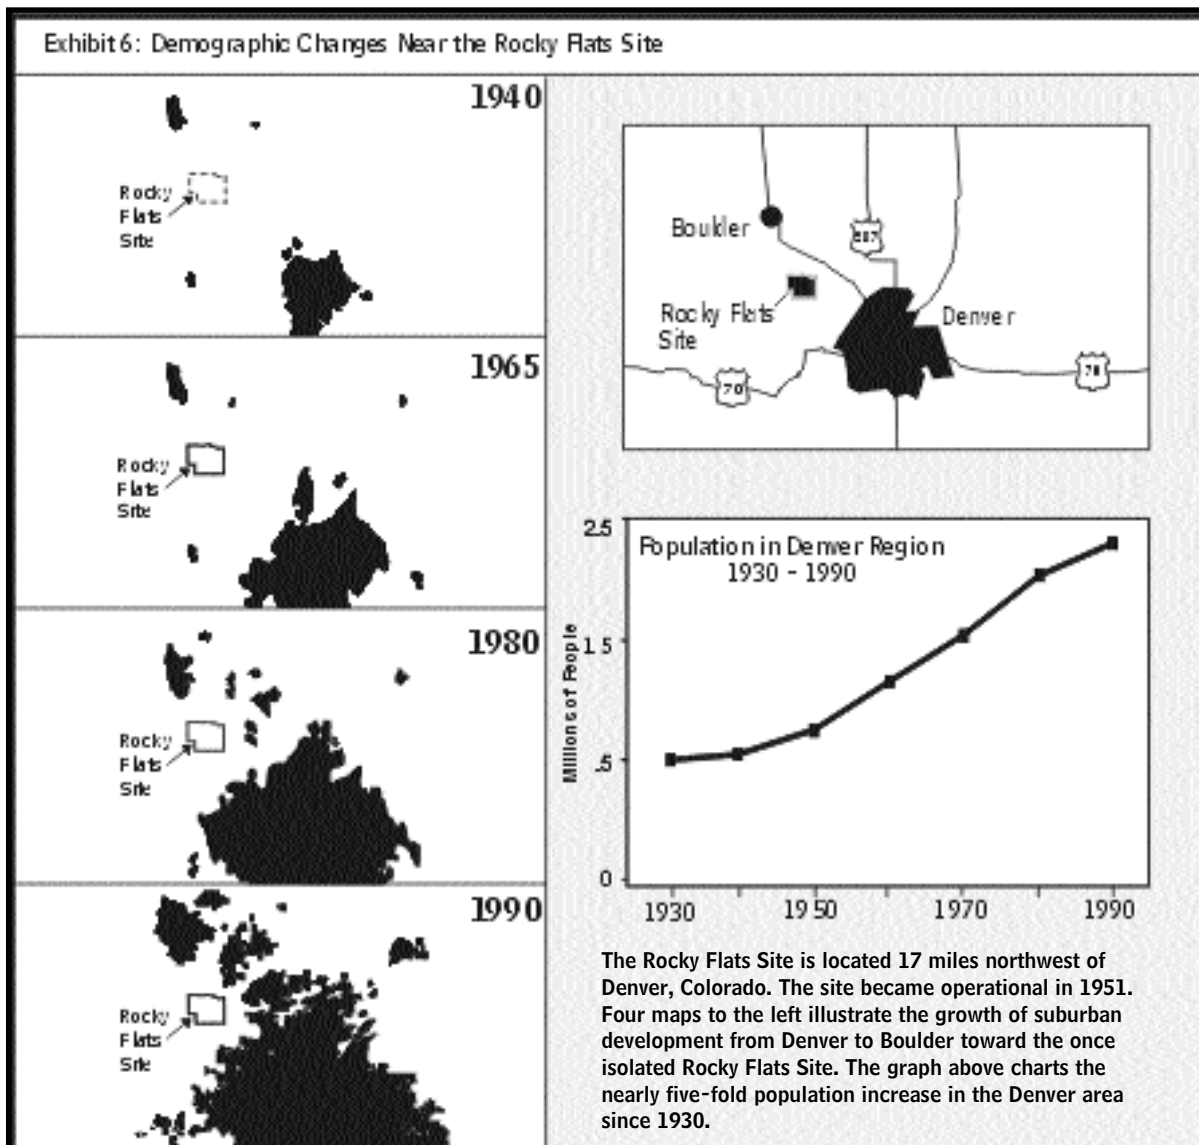 Exhibit 6: Demographic Changes Near the Rocky Flats Site
1940
Rocky
Flats
Site
1965
Rocky
Flats
Site
1980
Rocky
Flats
Site
1990
Rocky
Flats
Site
Boulder
Rocky Flats
Site
Denver
70
70
Population in Denver Region
1930 - 1990
Millions of People
2.5
1.5
.5
0
1930
1950
1970
1990
The Rocky Flats Site is located 17 miles northwest of
Denver, Colorado. The site became operational in 1951.
Four maps to the left illustrate the growth of suburban
development from Denver to Boulder toward the once
isolated Rocky Flats Site. The graph above charts the
nearly five-fold population increase in the Denver area
since 1930.